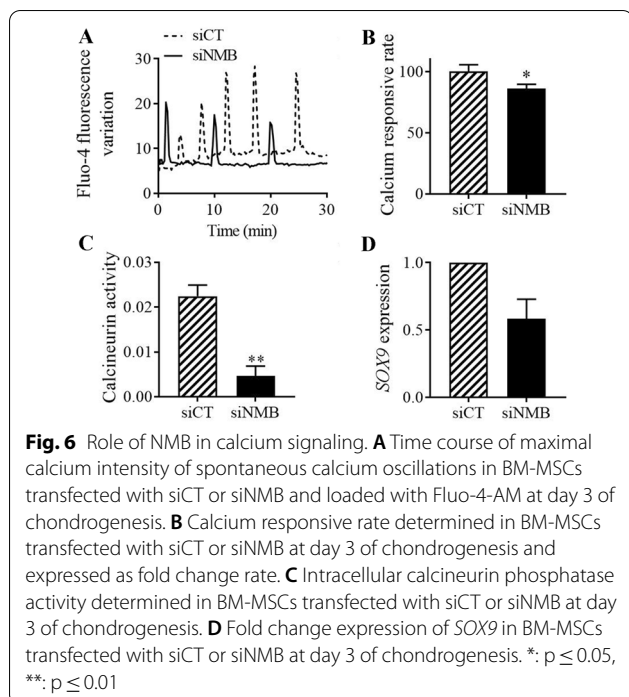 A
siCT
siNMB
Fluo-4 fluorescence
variation
30
20
10
0
0
10
20
30
Time (min)
B
Calcium responsive rate
100
50
0
*
siCT
siNMB
C
Calcineurin activity
0.03
0.02
0.01
0.00
**
siCT
siNMB
D
SOX9 expression
1.0
0.5
0.0
siCT
siNMB
Fig. 6 Role of NMB in calcium signaling. A Time course of maximal
calcium intensity of spontaneous calcium oscillations in BM-MSCs
transfected with siCT or siNMB and loaded with Fluo-4-AM at day 3 of
chondrogenesis. B Calcium responsive rate determined in BM-MSCs
transfected with siCT or siNMB at day 3 of chondrogenesis and
expressed as fold change rate. C Intracellular calcineurin phosphatase
activity determined in BM-MSCs transfected with siCT or siNMB at day
3 of chondrogenesis. D Fold change expression of SOX9 in BM-MSCs
transfected with siCT or siNMB at day 3 of chondrogenesis. *: p ≤ 0.05,
**: p ≤ 0.01